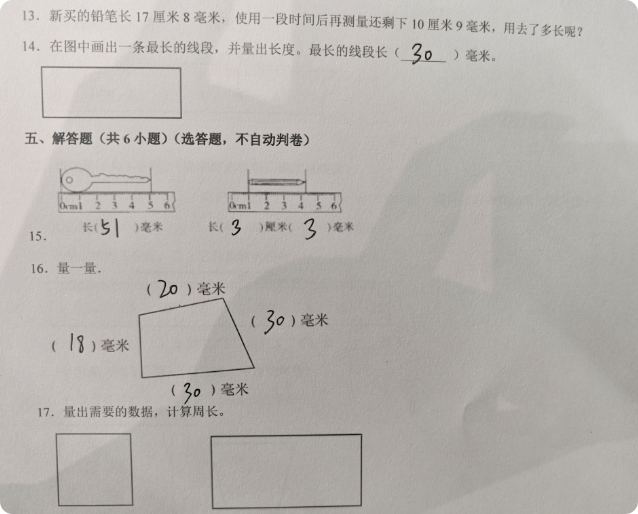 13. 新买的铅笔长 17 厘米 8 毫米，使用一段时间后再测量还剩下 10 厘米 9 毫米，用去了多长呢？
14. 在图中画出一条最长的线段，并量出长度。最长的线段长（ 30 ）毫米。
五、解答题（共 6 小题）（选答题，不自动判卷）
0cm1 2 3 4 5 6 0cm1 2 3 4 5 6
15. 长( 51 )毫米 长( 3 )厘米( 3 )毫米
16. 量一量.
( 20 ) 毫米
( 30 ) 毫米
( 18 ) 毫米
( 30 ) 毫米
17. 量出需要的数据，计算周长。